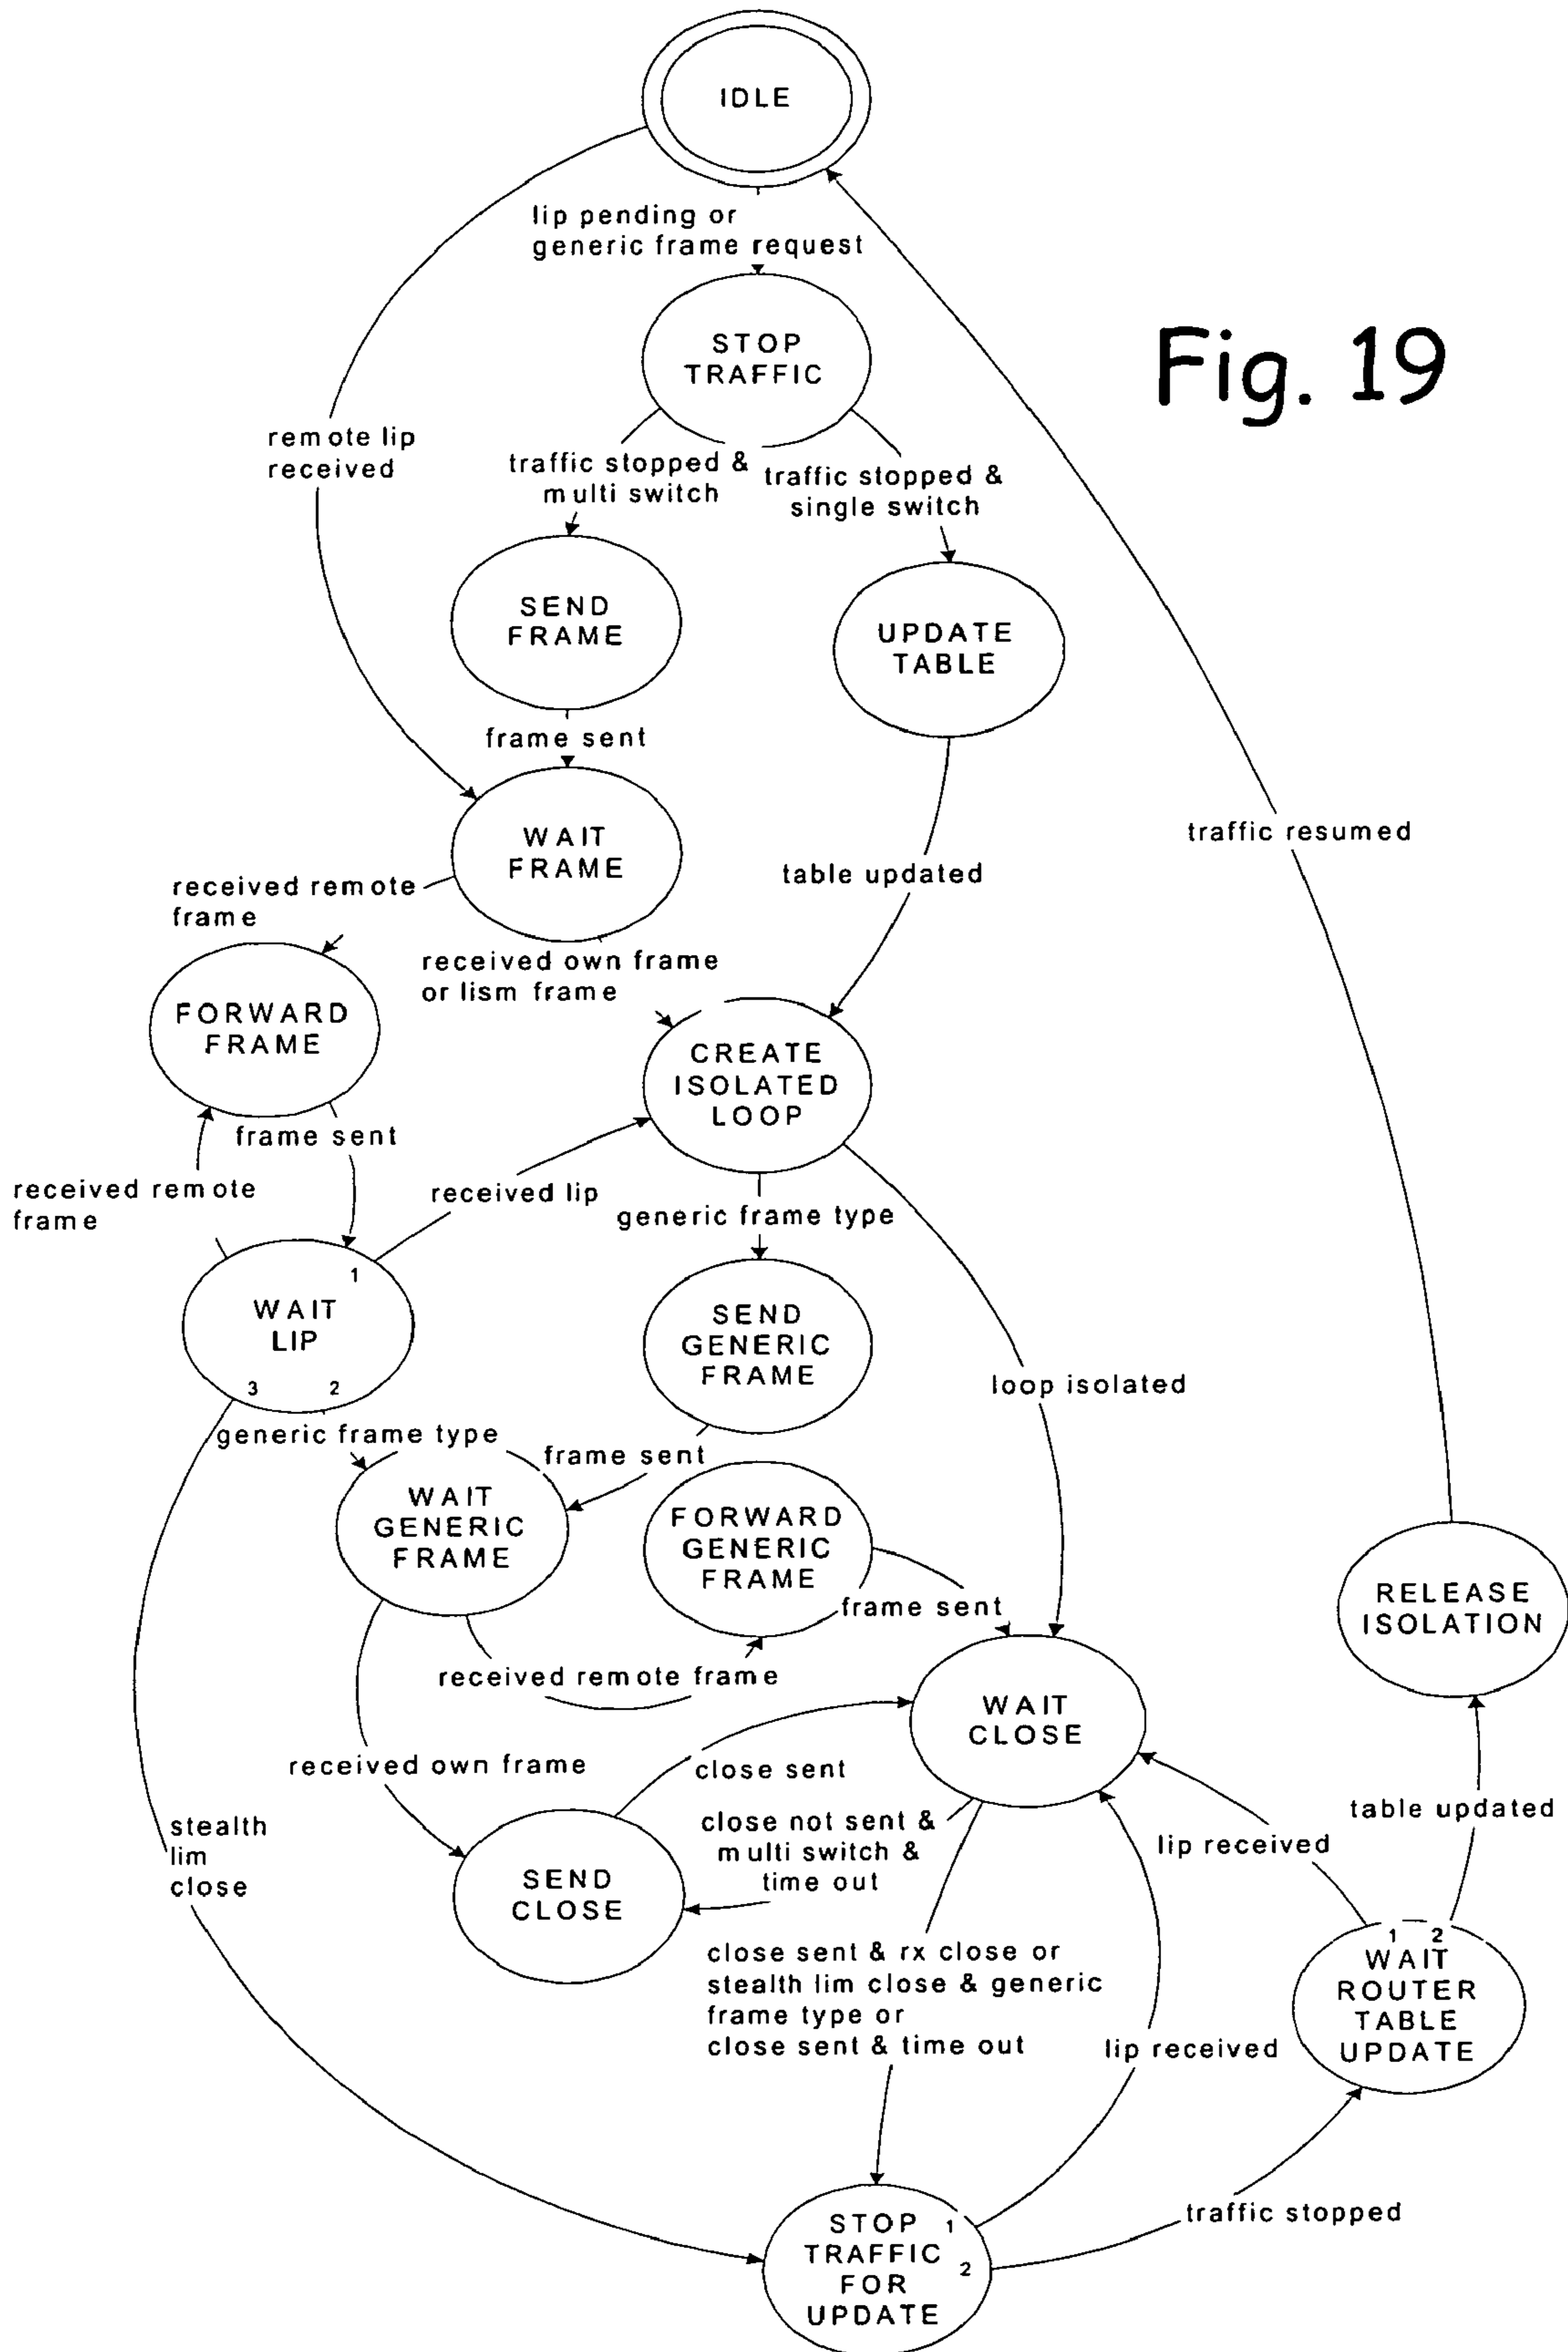 IDLE
lip pending or
generic frame request
STOP
TRAFFIC
Fig. 19
remote lip
received
traffic stopped &
multi switch
traffic stopped &
single switch
SEND
FRAME
UPDATE
TABLE
frame sent
WAIT
FRAME
traffic resumed
table updated
received remote
frame
received own frame
or lism frame
FORWARD
FRAME
CREATE
ISOLATED
LOOP
frame sent
received remote
frame
received lip
generic frame type
1
WAIT
LIP
3 2
SEND
GENERIC
FRAME
loop isolated
generic frame type
frame sent
WAIT
GENERIC
FRAME
FORWARD
GENERIC
FRAME
frame sent
RELEASE
ISOLATION
received remote frame
WAIT
CLOSE
received own frame
close sent
table updated
stealth
lim
close
close not sent &
multi switch &
time out
lip received
SEND
CLOSE
1 2
WAIT
ROUTER
TABLE
UPDATE
close sent & rx close or
stealth lim close & generic
frame type or
close sent & time out
lip received
traffic stopped
STOP 1
TRAFFIC 2
FOR
UPDATE